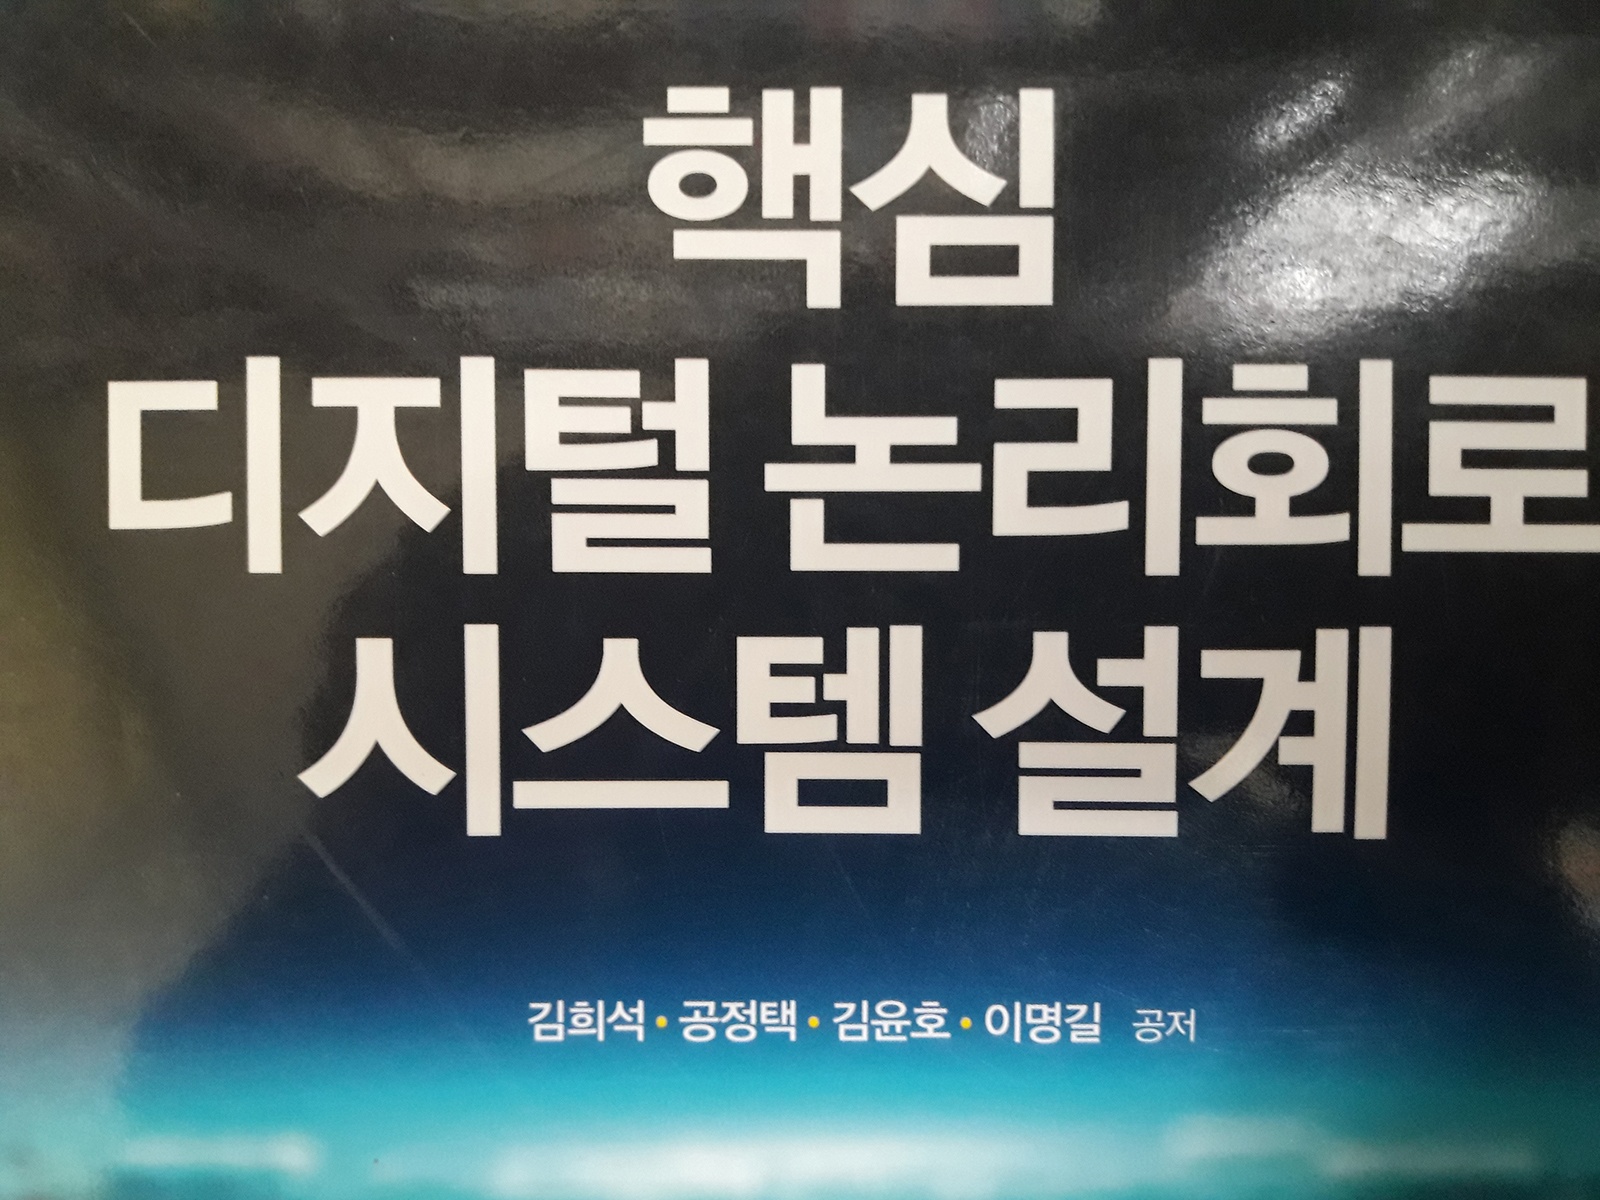 핵심
디지털 논리회로
시스템 설계
김희석 • 공정택 • 김윤호 • 이명길 공저